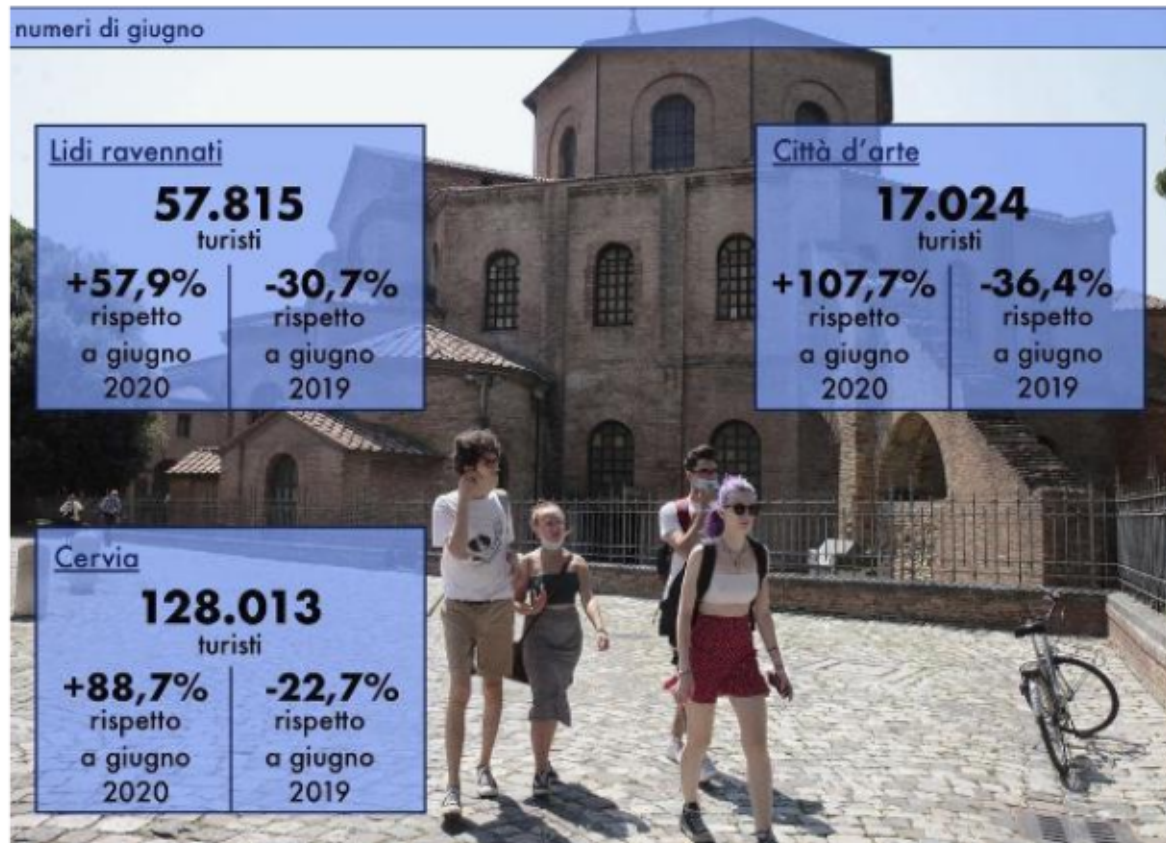 numeri di giugno
Lidi ravennati
57.815
turisti
+57,9%
rispetto
a giugno
2020
-30,7%
rispetto
a giugno
2019
Città d'arte
17.024
turisti
+107,7%
rispetto
a giugno
2020
-36,4%
rispetto
a giugno
2019
Cervia
128.013
turisti
+88,7%
rispetto
a giugno
2020
-22,7%
rispetto
a giugno
2019